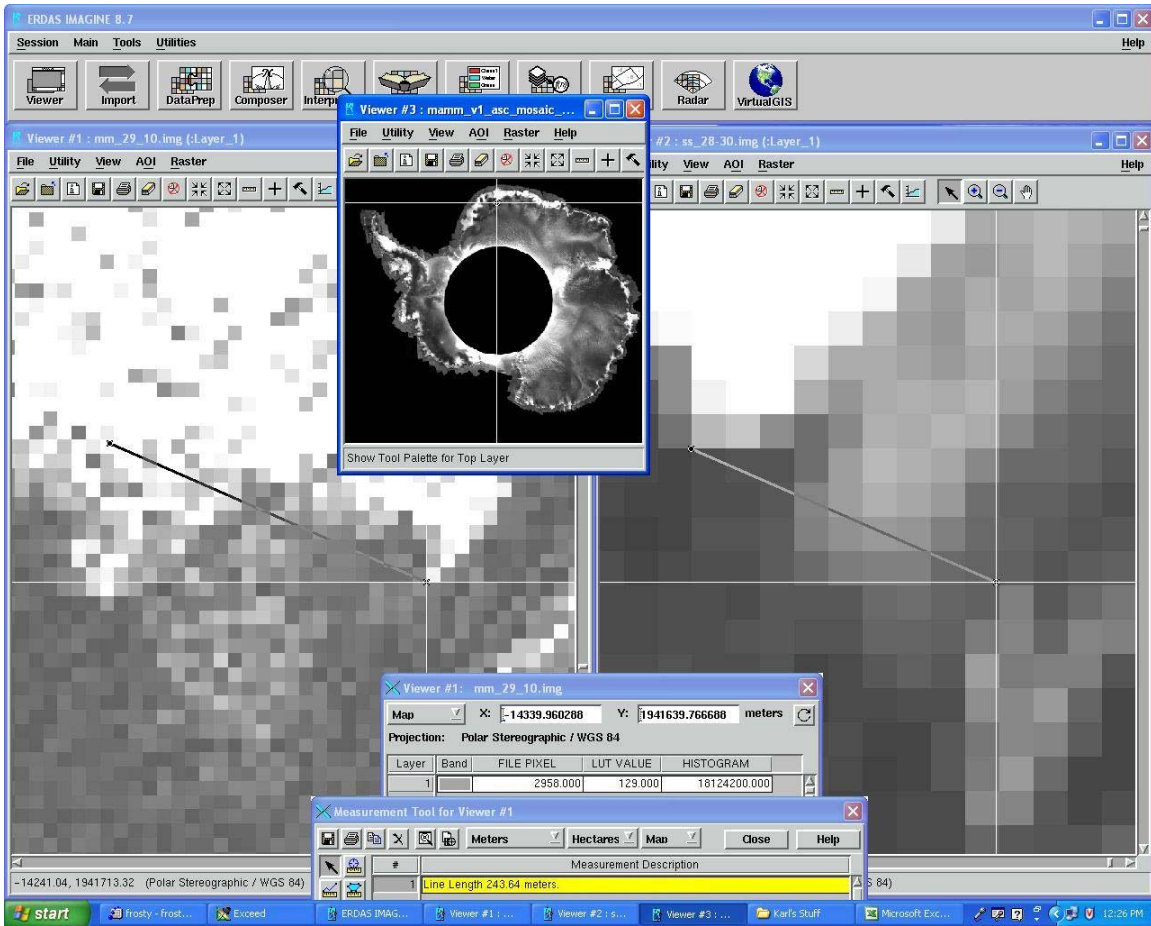 ERDAS IMAGINE 8.7
Session Main Tools Utilities Help
Viewer Import DataPrep Composer Radar VirtualGIS
Viewer #1 : mm_29_10.img (:Layer_1)
File Utility View AOI Raster
Viewer #3 : mamm_v1_asc_mosaic_...
File Utility View AOI Raster Help
Show Tool Palette for Top Layer
#2 : ss_28-30.img (:Layer_1)
View AOI Raster Help
Viewer #1: mm_29_10.img
Map X: -14339.960288 Y: 1941639.766688 meters
Projection: Polar Stereographic / WGS 84
Layer Band FILE PIXEL LUT VALUE HISTOGRAM
1 2958.000 129.000 18124200.000
Measurement Tool for Viewer #1
Meters Hectares Map Close Help
# Measurement Description
1 Line Length 243.64 meters.
-14241.04, 1941713.32 (Polar Stereographic / WGS 84)
S 84)
start frosty - frost... Exceed ERDAS IMAG... Viewer #1 : ... Viewer #2 : s... Viewer #3 : ... Karl's Stuff Microsoft Exc... 12:26 PM